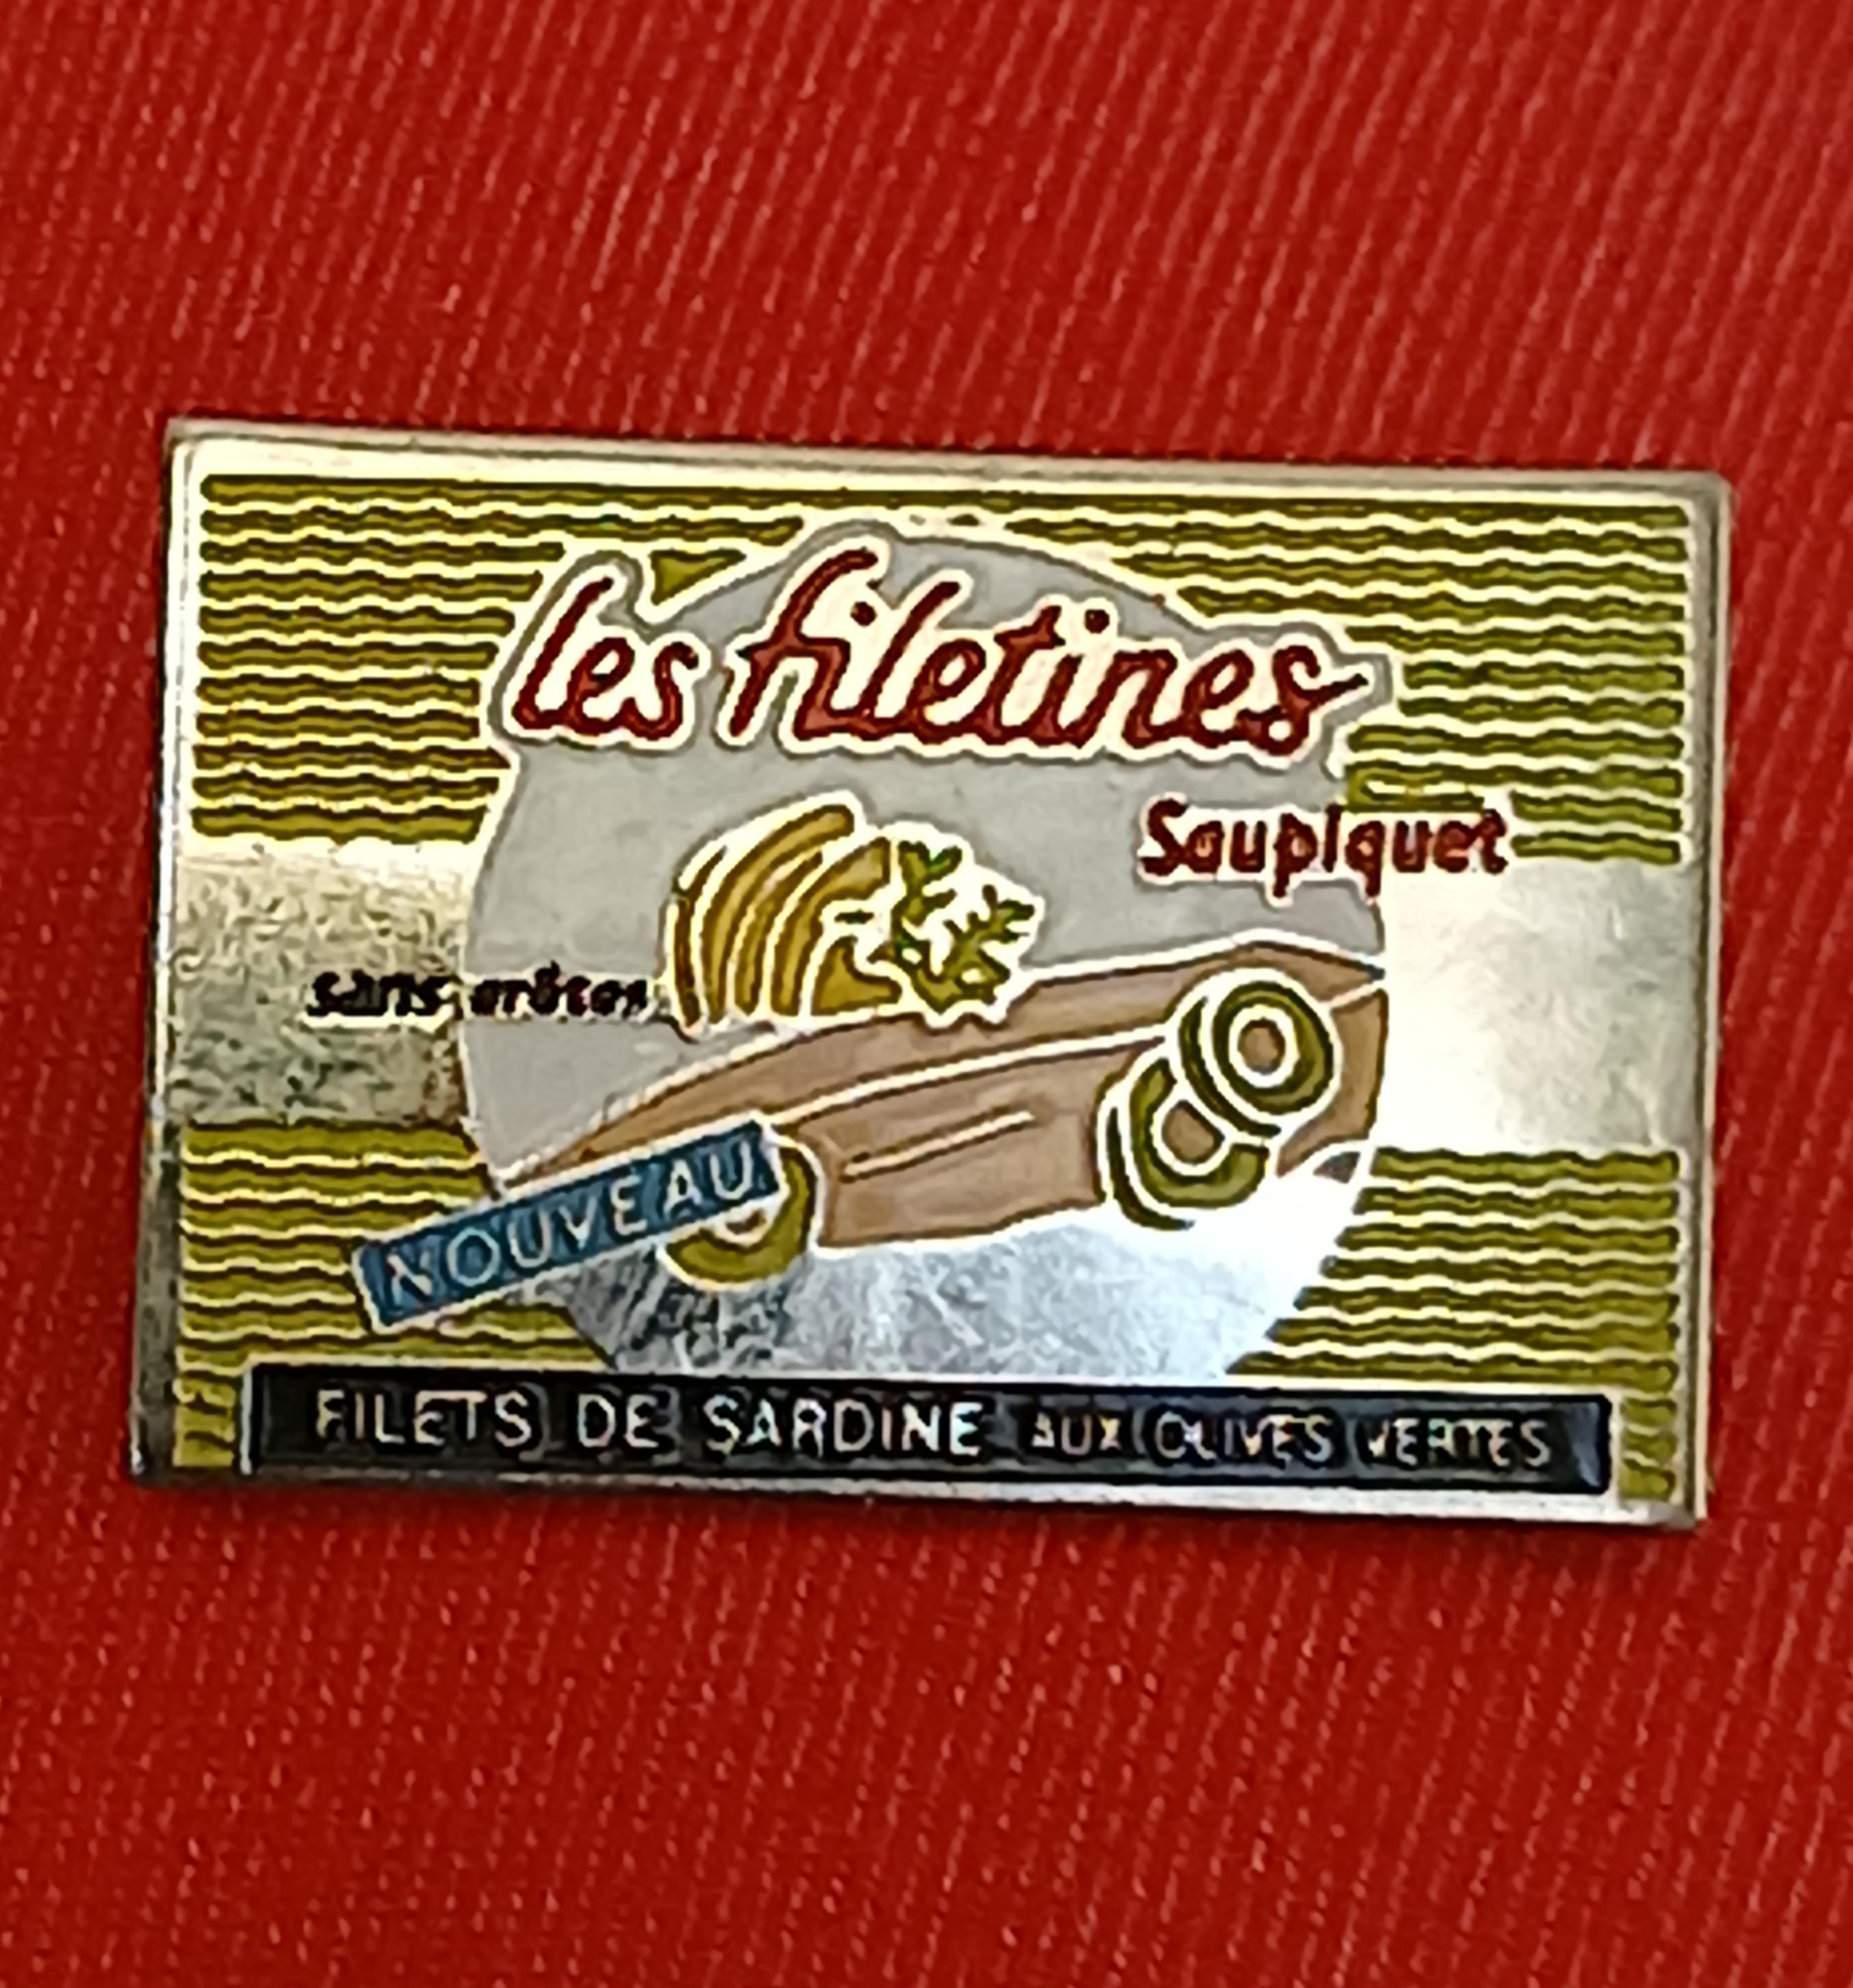 les filetines
Saupiquet
sans arêtes
NOUVEAU
FILETS DE SARDINE AUX OLIVES VERTES